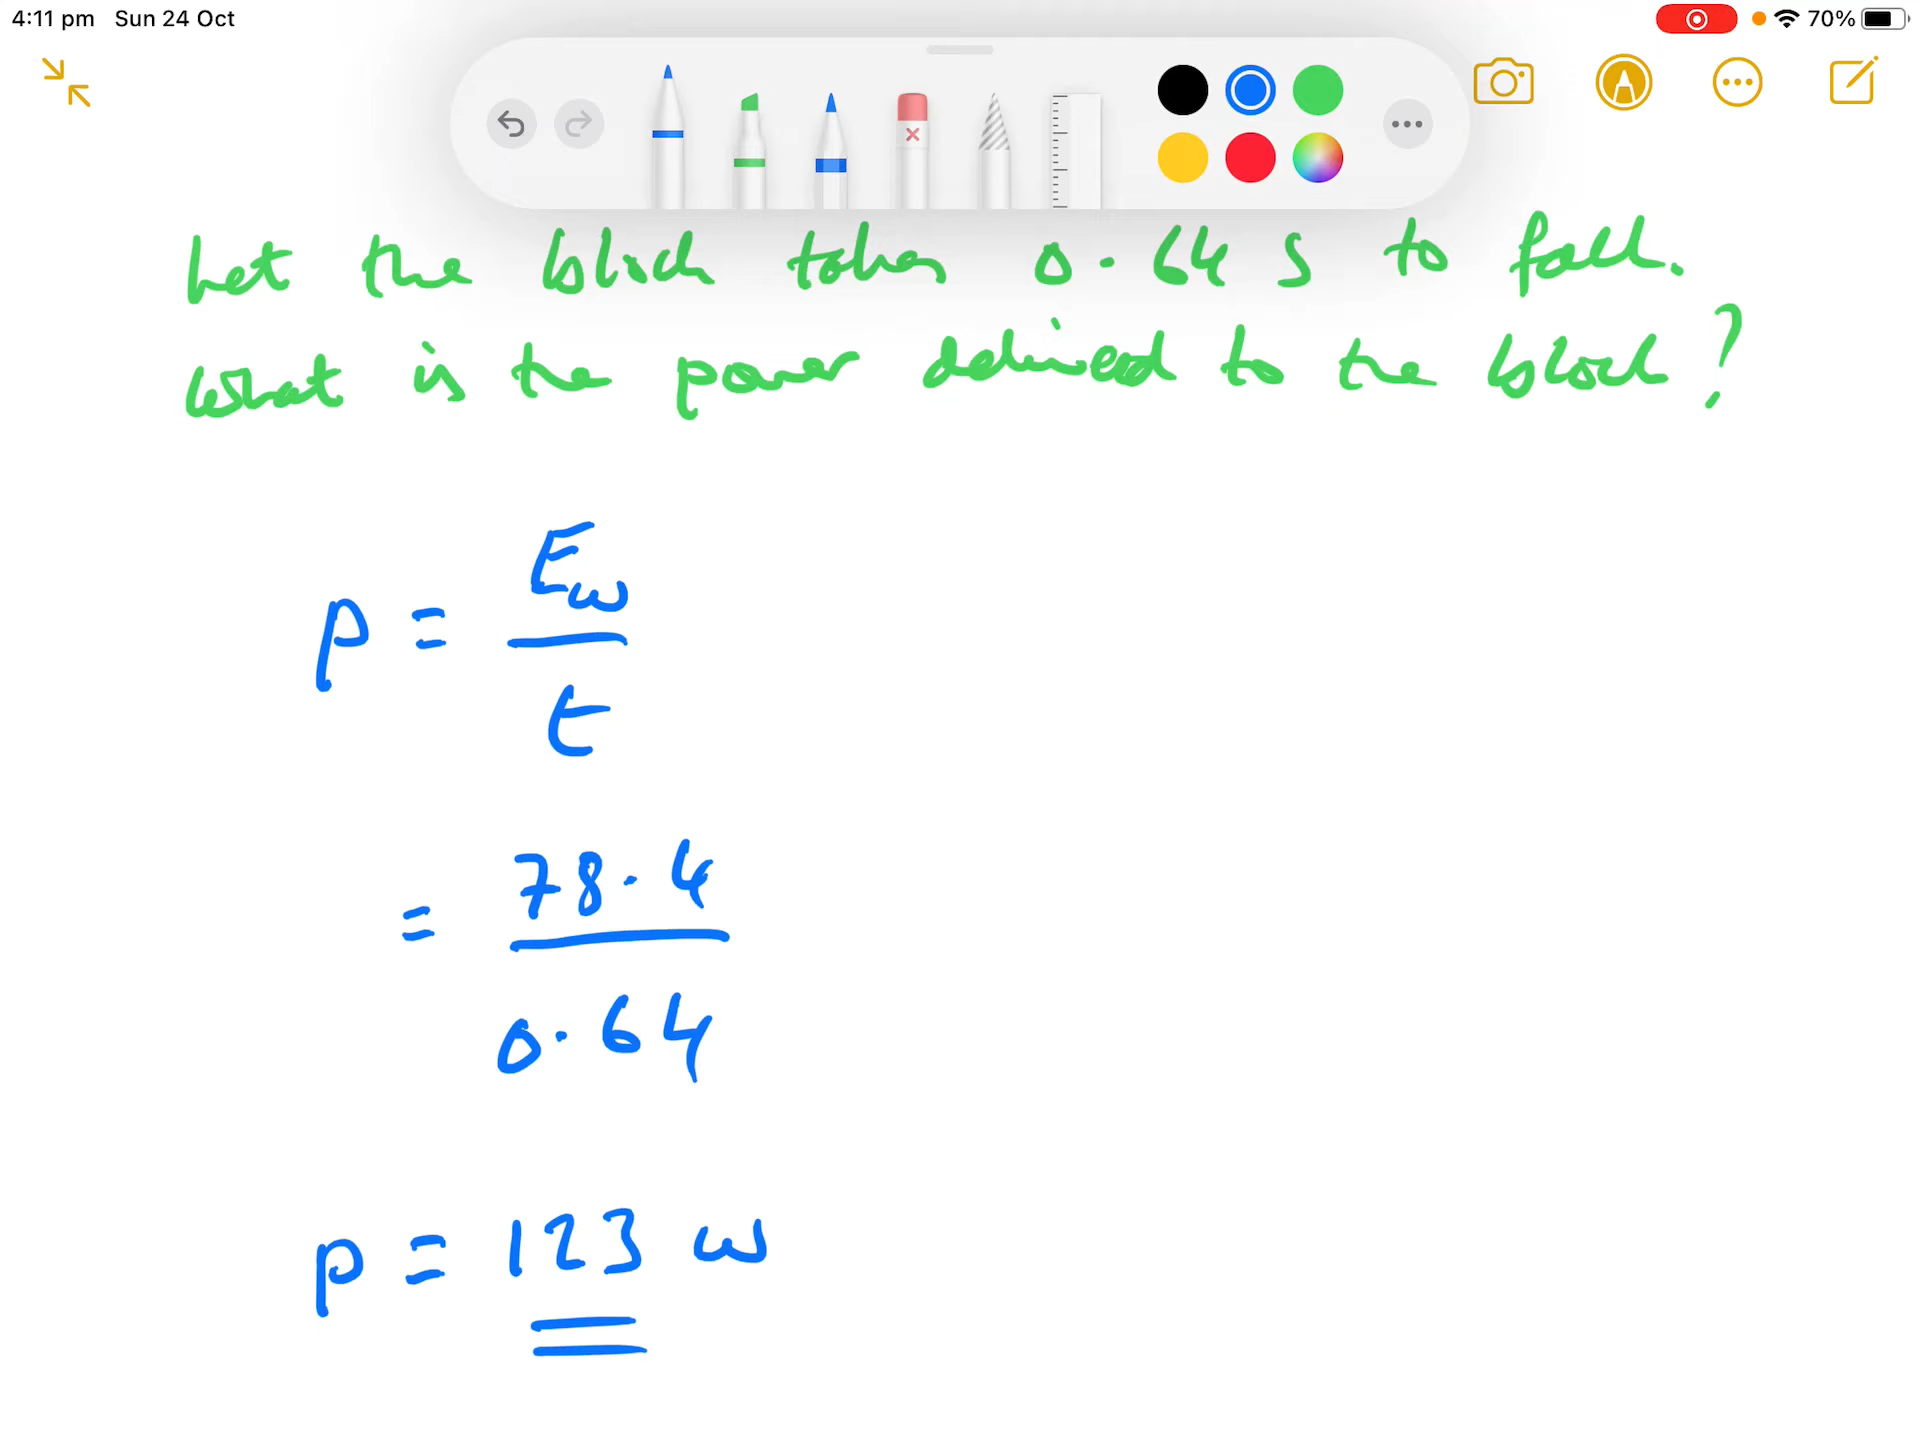 4:11 pm Sun 24 Oct
70%
Let the block takes 0.64 s to fall.
What is the power delivered to the block?
P = Ew
t
= 78.4
0.64
P = 123 W